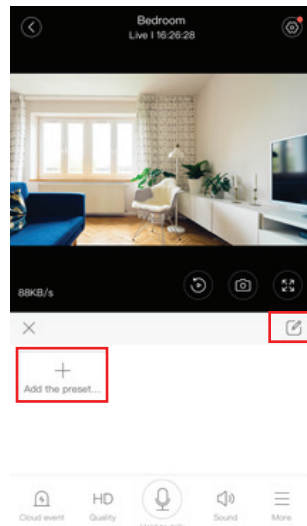 Bedroom
Live I 16:26:28
88KB/s
Add the preset...
Cloud event
HD
Quality
Sound
More